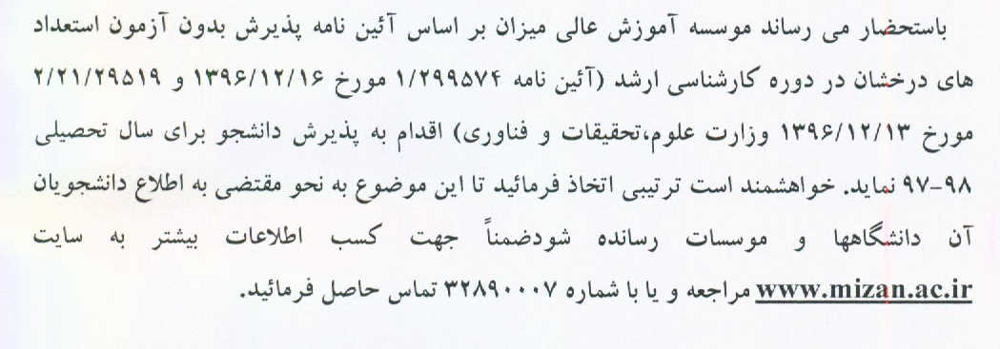 باستحضار می رساند موسسه آموزش عالی میزان بر اساس آئین نامه پذیرش بدون آزمون استعداد
های درخشان در دوره کارشناسی ارشد (آئین نامه ۱/۲۹۹۵۷۴ مورخ ۱۳۹۶/۱۲/۱۶ و ۲/۲۱/۲۹۵۱۹
مورخ ۱۳۹۶/۱۲/۱۳ وزارت علوم،تحقیقات و فناوری) اقدام به پذیرش دانشجو برای سال تحصیلی
۹۷-۹۸ نماید. خواهشمند است ترتیبی اتخاذ فرمائید تا این موضوع به نحو مقتضی به اطلاع دانشجویان
آن دانشگاهها و موسسات رسانده شودضمناً جهت کسب اطلاعات بیشتر به سایت
www.mizan.ac.ir مراجعه و یا با شماره ۳۲۸۹۰۰۰۷ تماس حاصل فرمائید.